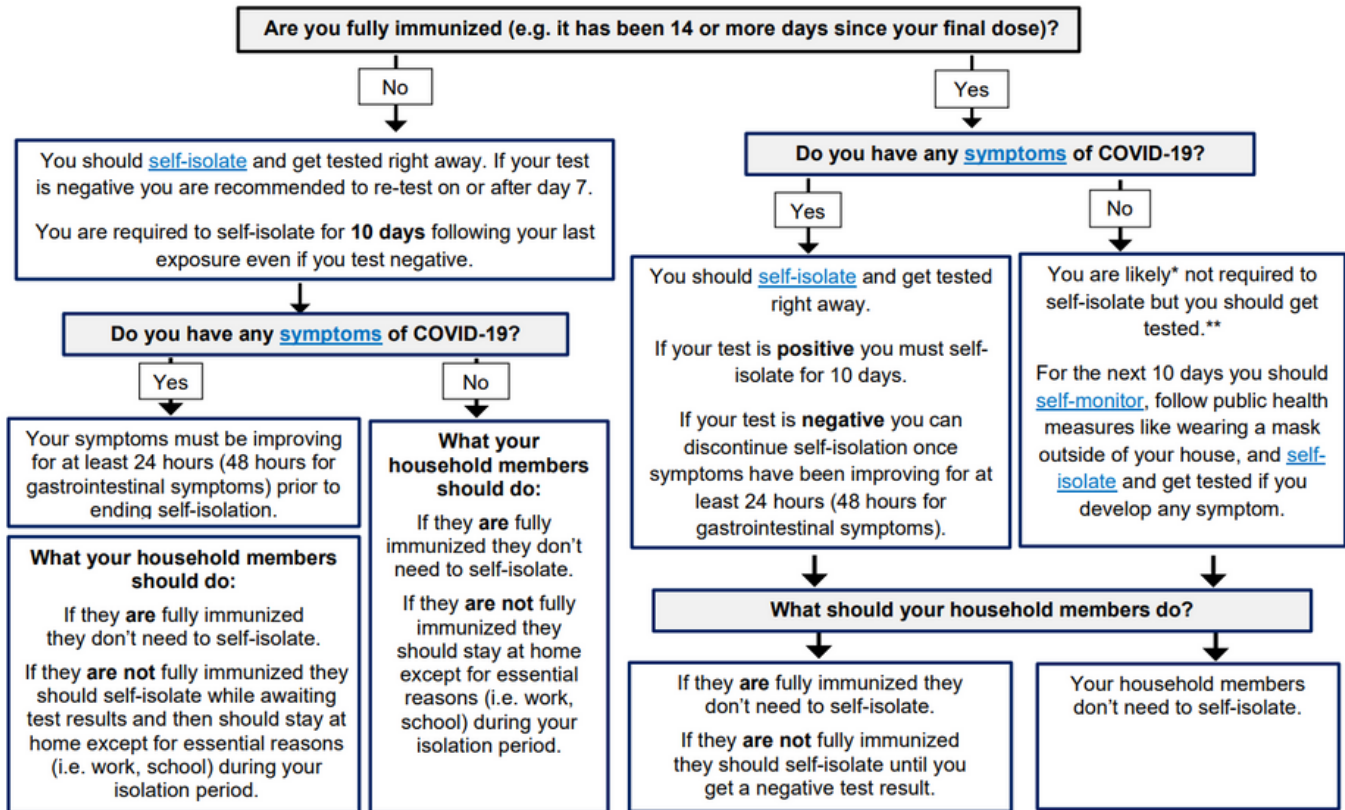 Are you fully immunized (e.g. it has been 14 or more days since your final dose)?
No
Yes
You should self-isolate and get tested right away. If your test
is negative you are recommended to re-test on or after day 7.
You are required to self-isolate for 10 days following your last
exposure even if you test negative.
Do you have any symptoms of COVID-19?
Yes
No
Your symptoms must be improving
for at least 24 hours (48 hours for
gastrointestinal symptoms) prior to
ending self-isolation.
What your household members
should do:
If they are fully immunized
they don't need to self-isolate.
If they are not fully immunized they
should self-isolate while awaiting
test results and then should stay at
home except for essential reasons
(i.e. work, school) during your
isolation period.
What your
household members
should do:
If they are fully
immunized they don't
need to self-isolate.
If they are not fully
immunized they
should stay at home
except for essential
reasons (i.e. work,
school) during your
isolation period.
Do you have any symptoms of COVID-19?
Yes
No
You should self-isolate and get tested
right away.
If your test is positive you must self-
isolate for 10 days.
If your test is negative you can
discontinue self-isolation once
symptoms have been improving for at
least 24 hours (48 hours for
gastrointestinal symptoms).
You are likely* not required to
self-isolate but you should get
tested.**
For the next 10 days you should
self-monitor, follow public health
measures like wearing a mask
outside of your house, and self-
isolate and get tested if you
develop any symptom.
What should your household members do?
If they are fully immunized they
don't need to self-isolate.
If they are not fully immunized
they should self-isolate until you
get a negative test result.
Your household members
don't need to self-isolate.